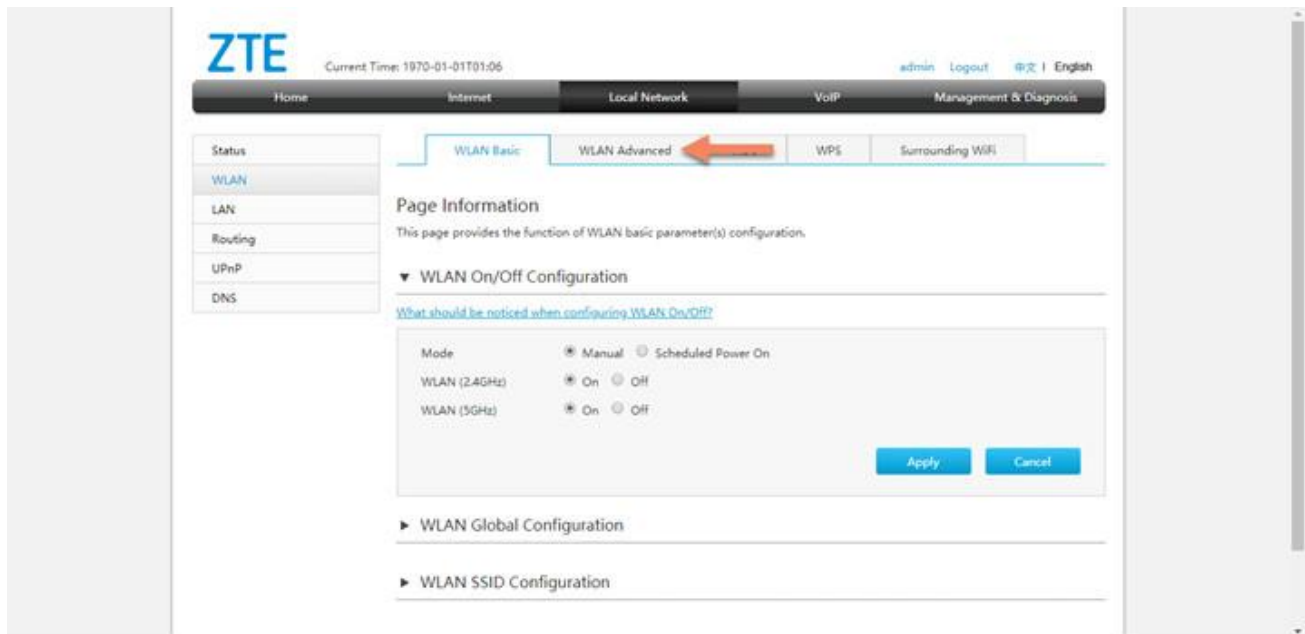 ZTE
Current Time: 1970-01-01T01:06
admin Logout 中文 | English
Home Internet Local Network VoIP Management & Diagnosis
Status
WLAN
LAN
Routing
UPnP
DNS
WLAN Basic WLAN Advanced WPS Surrounding WiFi
Page Information
This page provides the function of WLAN basic parameter(s) configuration.
▼ WLAN On/Off Configuration
What should be noticed when configuring WLAN On/Off?
Mode Manual Scheduled Power On
WLAN (2.4GHz) On Off
WLAN (5GHz) On Off
Apply Cancel
► WLAN Global Configuration
► WLAN SSID Configuration